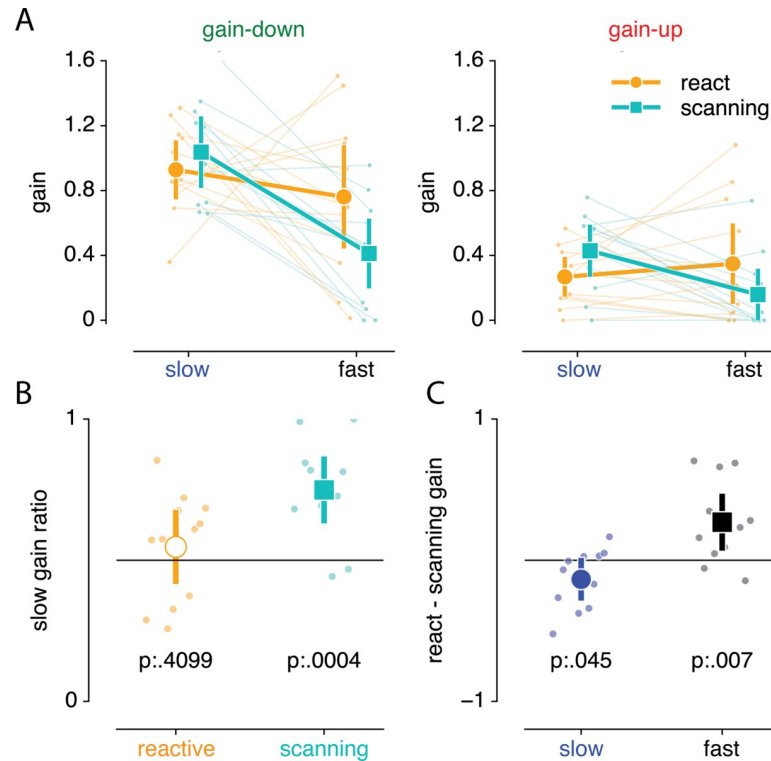 A
gain-down
gain-up
1.6
1.2
0.8
0.4
0
gain
slow
fast
1.6
1.2
0.8
0.4
0
gain
react
scanning
slow
fast
B
1
0
slow gain ratio
p:.4099
p:.0004
reactive
scanning
C
1
−1
react - scanning gain
p:.045
p:.007
slow
fast